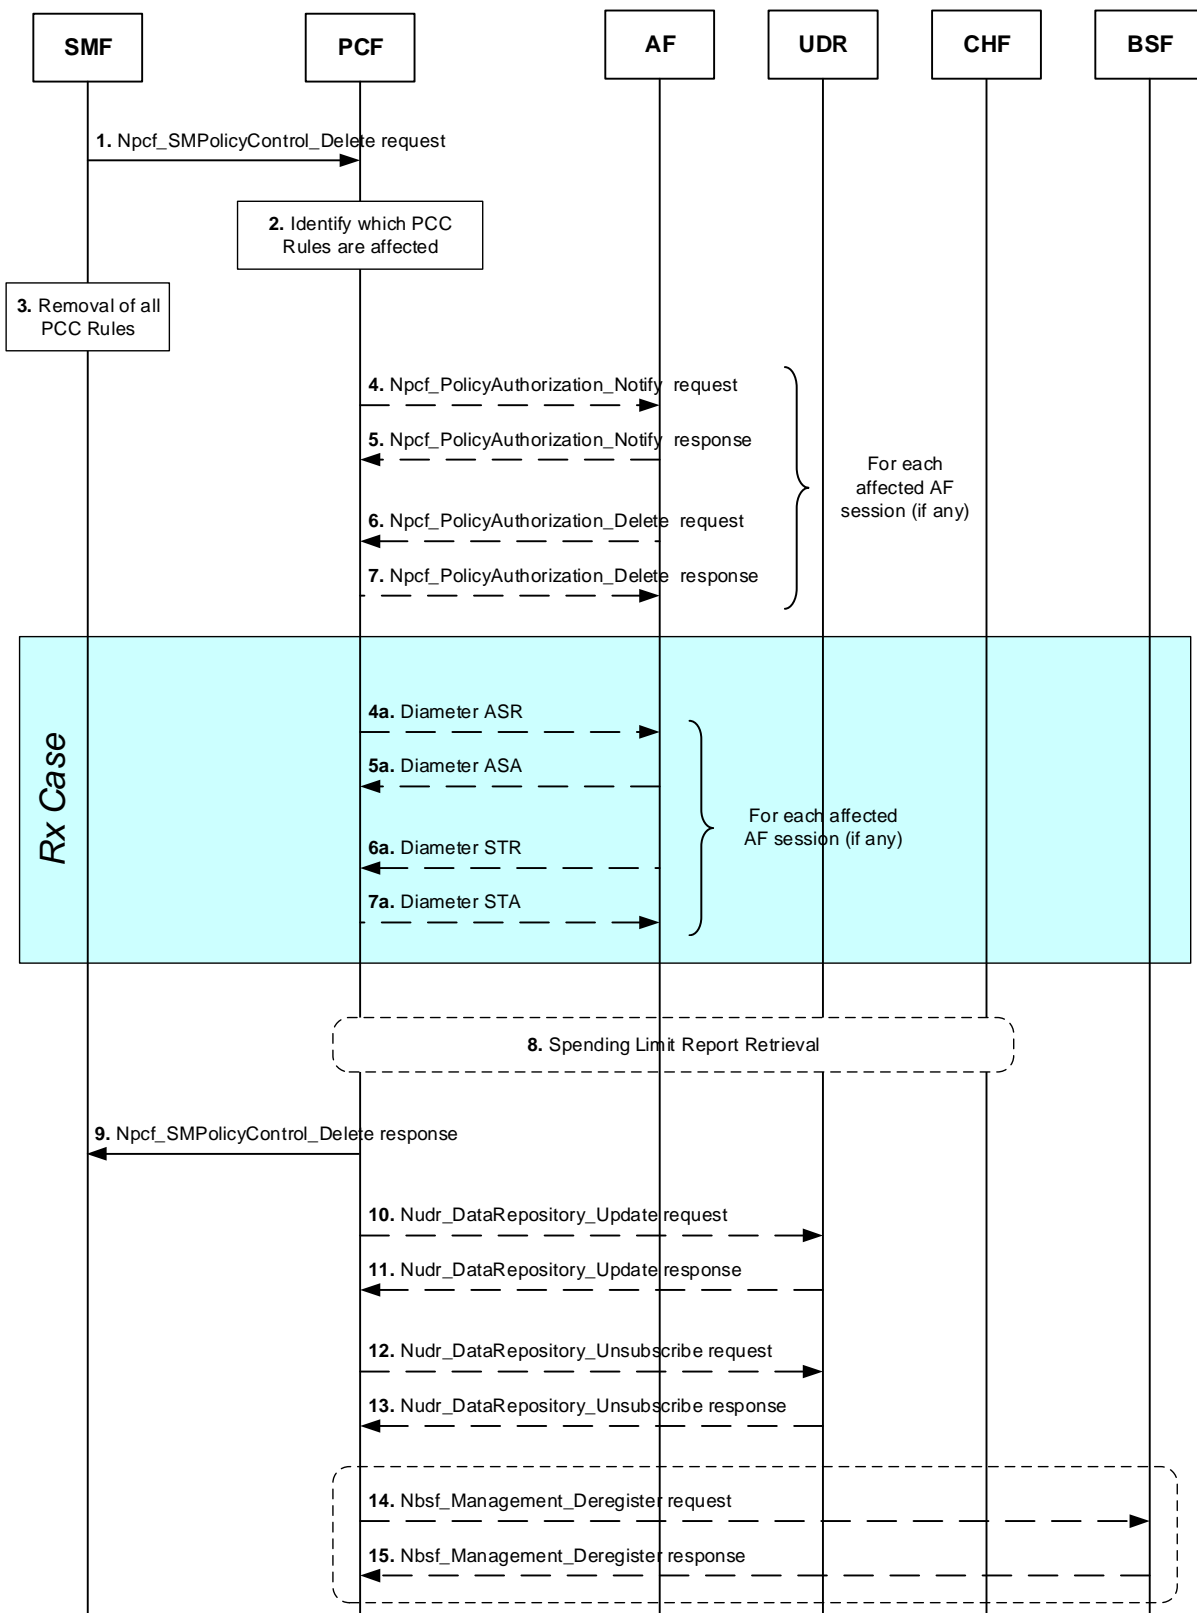 SMF
PCF
AF
UDR
CHF
BSF
1. Npcf_SMPolicyControl_Delete request
2. Identify which PCC
Rules are affected
3. Removal of all
PCC Rules
4. Npcf_PolicyAuthorization_Notify request
5. Npcf_PolicyAuthorization_Notify response
For each
affected AF
session (if any)
6. Npcf_PolicyAuthorization_Delete request
7. Npcf_PolicyAuthorization_Delete response
Rx Case
4a. Diameter ASR
5a. Diameter ASA
For each affected
AF session (if any)
6a. Diameter STR
7a. Diameter STA
8. Spending Limit Report Retrieval
9. Npcf_SMPolicyControl_Delete response
10. Nudr_DataRepository_Update request
11. Nudr_DataRepository_Update response
12. Nudr_DataRepository_Unsubscribe request
13. Nudr_DataRepository_Unsubscribe response
14. Nbsf_Management_Deregister request
15. Nbsf_Management_Deregister response